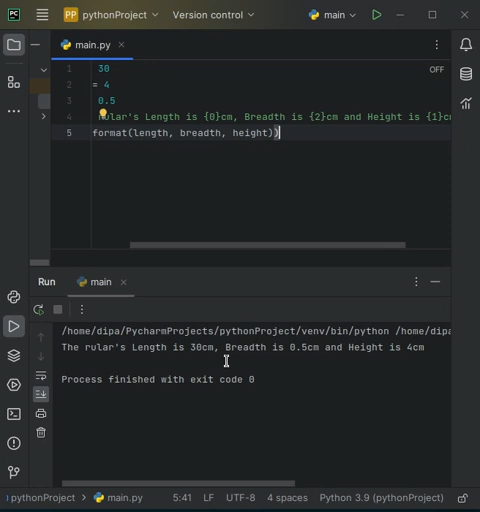 PC PP pythonProject Version control main
main.py
OFF
1 30
2 = 4
3 0.5
4 rular's Length is {0}cm, Breadth is {2}cm and Height is {1}cm
5 format(length, breadth, height))
Run main
/home/dipa/PycharmProjects/pythonProject/venv/bin/python /home/dipa
The rular's Length is 30cm, Breadth is 0.5cm and Height is 4cm
Process finished with exit code 0
pythonProject > main.py 5:41 LF UTF-8 4 spaces Python 3.9 (pythonProject)